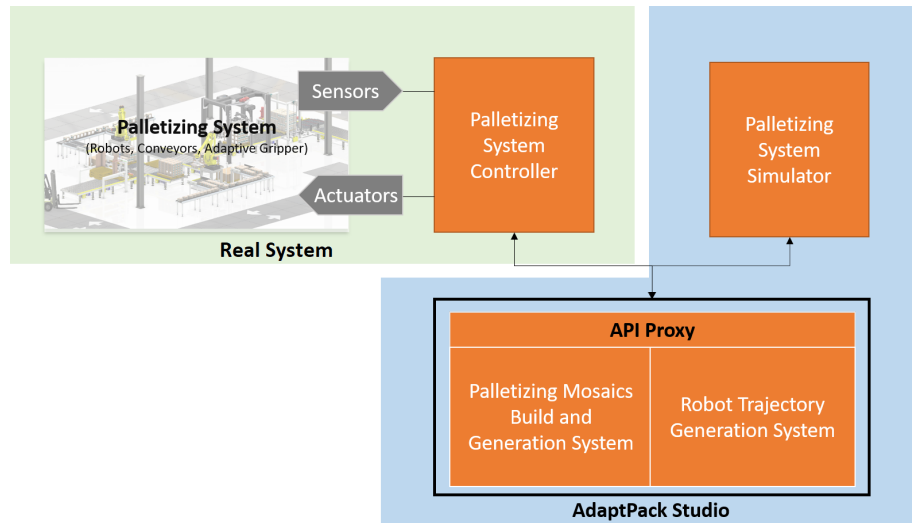 Sensors
Palletizing System
(Robots, Conveyors, Adaptive Gripper)
Actuators
Real System
Palletizing
System
Controller
Palletizing
System
Simulator
API Proxy
Palletizing Mosaics
Build and
Generation System
Robot Trajectory
Generation System
AdaptPack Studio